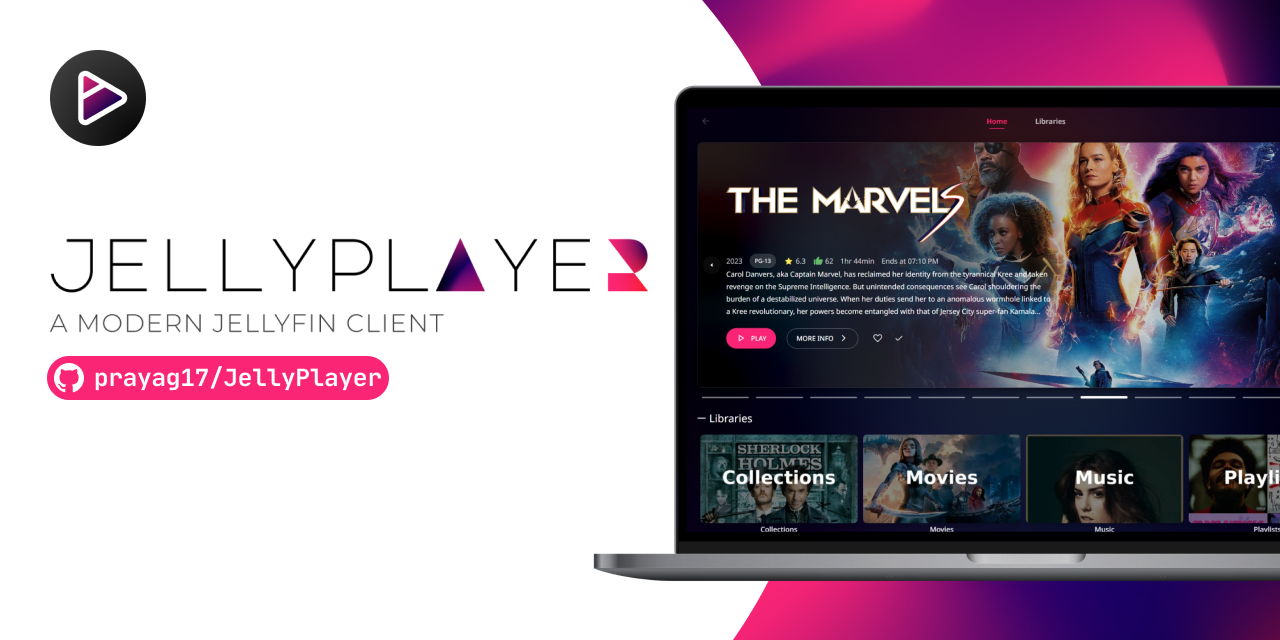 JELLYPLAYER
A MODERN JELLYFIN CLIENT
prayag17/JellyPlayer
Home Libraries
THE MARVELS
2023 PG-13 6.3 62 1hr 44min Ends at 07:10 PM
Carol Danvers, aka Captain Marvel, has reclaimed her identity from the tyrannical Kree and taken
revenge on the Supreme Intelligence. But unintended consequences see Carol shouldering the
burden of a destabilized universe. When her duties send her to an anomalous wormhole linked to
a Kree revolutionary, her powers become entangled with that of Jersey City super-fan Kamala...
PLAY MORE INFO
Libraries
SHERLOCK
HOLMES
Collections Movies Music Playli
Collections Movies Music Playlists